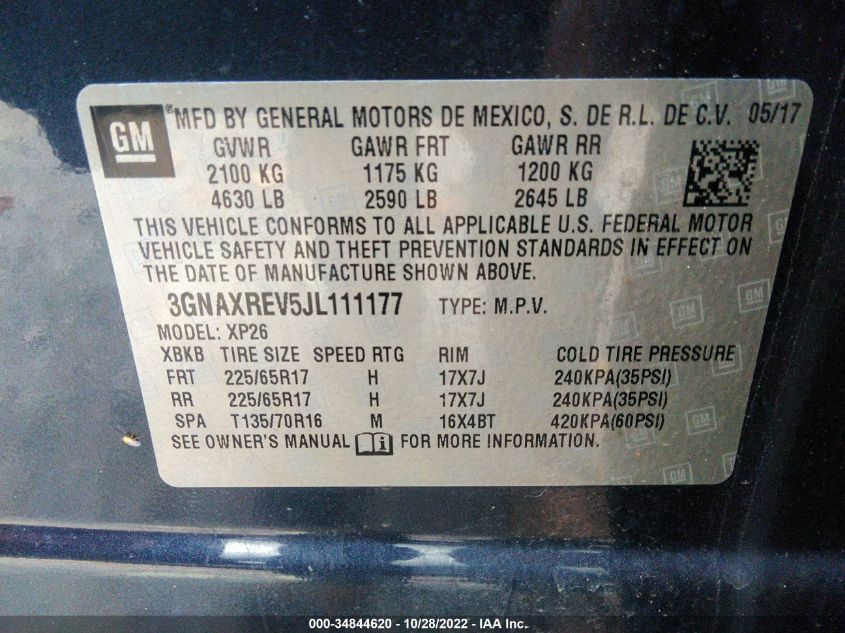 GM ®MFD BY GENERAL MOTORS DE MEXICO, S. DE R.L. DE C.V. 05/17
GVWR GAWR FRT GAWR RR
2100 KG 1175 KG 1200 KG
4630 LB 2590 LB 2645 LB
THIS VEHICLE CONFORMS TO ALL APPLICABLE U.S. FEDERAL MOTOR
VEHICLE SAFETY AND THEFT PREVENTION STANDARDS IN EFFECT ON
THE DATE OF MANUFACTURE SHOWN ABOVE.
3GNAXREV5JL111177 TYPE: M.P.V.
MODEL: XP26
XBKB TIRE SIZE SPEED RTG RIM COLD TIRE PRESSURE
FRT 225/65R17 H 17X7J 240KPA(35PSI)
RR 225/65R17 H 17X7J 240KPA(35PSI)
SPA T135/70R16 M 16X4BT 420KPA(60PSI)
SEE OWNER'S MANUAL FOR MORE INFORMATION.
000-34844620 - 10/28/2022 - IAA Inc.